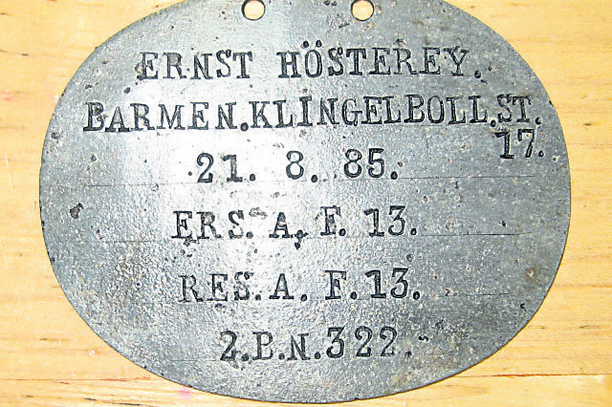 ERNST HÖSTEREY.
BARMEN.KLINGELBOLL.ST.
17.
21. 8. 85.
ERS. A. F. 13.
RES. A. F. 13.
2.B.N.322.